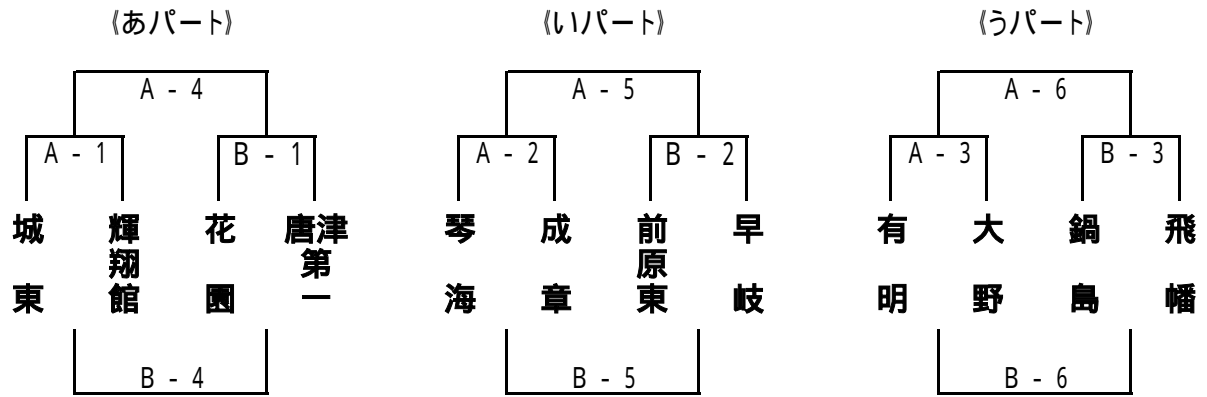 《あパート》 《いパート》 《うパート》
A - 4 A - 5 A - 6
A - 1 B - 1 A - 2 B - 2 A - 3 B - 3
城東 輝翔館 花園 唐津第一 琴海 成章 前原東 早岐 有明 大野 鍋島 飛幡
B - 4 B - 5 B - 6